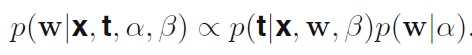 p(w|x, t, α, β) ∝ p(t|x, w, β)p(w|α).